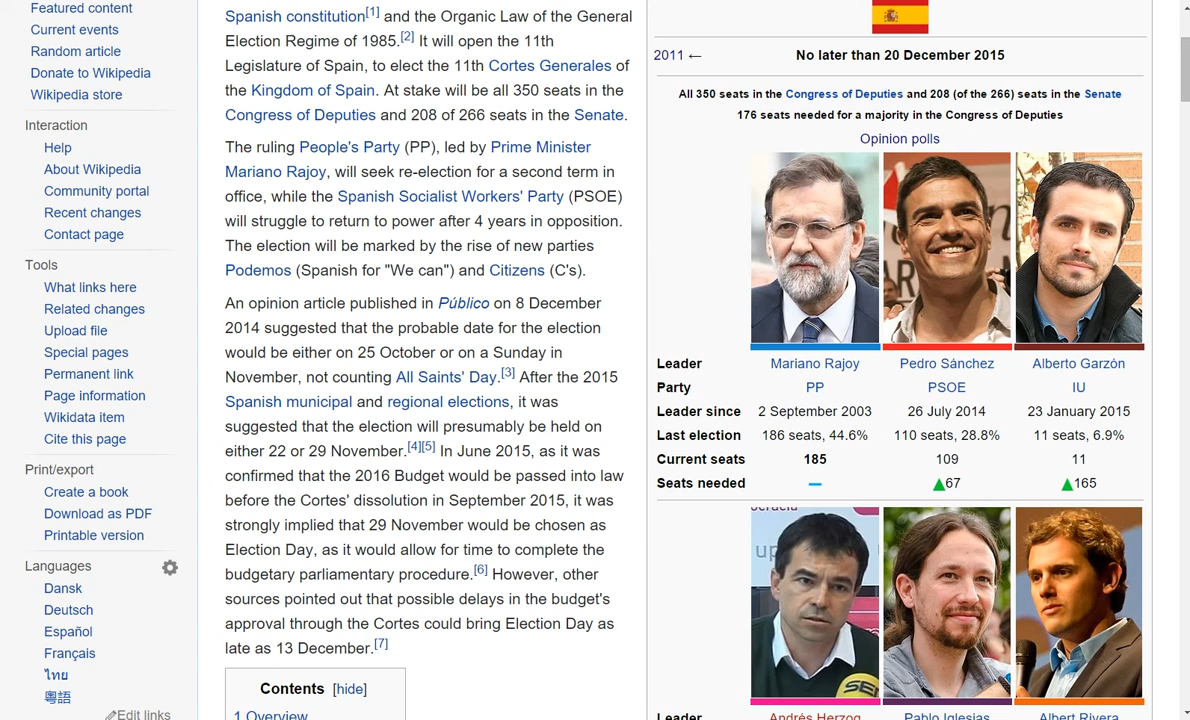 Featured content
Current events
Random article
Donate to Wikipedia
Wikipedia store
Interaction
Help
About Wikipedia
Community portal
Recent changes
Contact page
Tools
What links here
Related changes
Upload file
Special pages
Permanent link
Page information
Wikidata item
Cite this page
Print/export
Create a book
Download as PDF
Printable version
Languages
Dansk
Deutsch
Español
Français
ไทย
粵語
Edit links
Spanish constitution[1] and the Organic Law of the General
Election Regime of 1985.[2] It will open the 11th
Legislature of Spain, to elect the 11th Cortes Generales of
the Kingdom of Spain. At stake will be all 350 seats in the
Congress of Deputies and 208 of 266 seats in the Senate.
The ruling People's Party (PP), led by Prime Minister
Mariano Rajoy, will seek re-election for a second term in
office, while the Spanish Socialist Workers' Party (PSOE)
will struggle to return to power after 4 years in opposition.
The election will be marked by the rise of new parties
Podemos (Spanish for "We can") and Citizens (C's).
An opinion article published in Público on 8 December
2014 suggested that the probable date for the election
would be either on 25 October or on a Sunday in
November, not counting All Saints' Day.[3] After the 2015
Spanish municipal and regional elections, it was
suggested that the election will presumably be held on
either 22 or 29 November.[4][5] In June 2015, as it was
confirmed that the 2016 Budget would be passed into law
before the Cortes' dissolution in September 2015, it was
strongly implied that 29 November would be chosen as
Election Day, as it would allow for time to complete the
budgetary parliamentary procedure.[6] However, other
sources pointed out that possible delays in the budget's
approval through the Cortes could bring Election Day as
late as 13 December.[7]
Contents [hide]
1 Overview
2011 ← No later than 20 December 2015
All 350 seats in the Congress of Deputies and 208 (of the 266) seats in the Senate
176 seats needed for a majority in the Congress of Deputies
Opinion polls
Leader Mariano Rajoy Pedro Sánchez Alberto Garzón
Party PP PSOE IU
Leader since 2 September 2003 26 July 2014 23 January 2015
Last election 186 seats, 44.6% 110 seats, 28.8% 11 seats, 6.9%
Current seats 185 109 11
Seats needed – ▲67 ▲165
SER
Leader Andrés Herzog Pablo Iglesias Albert Rivera